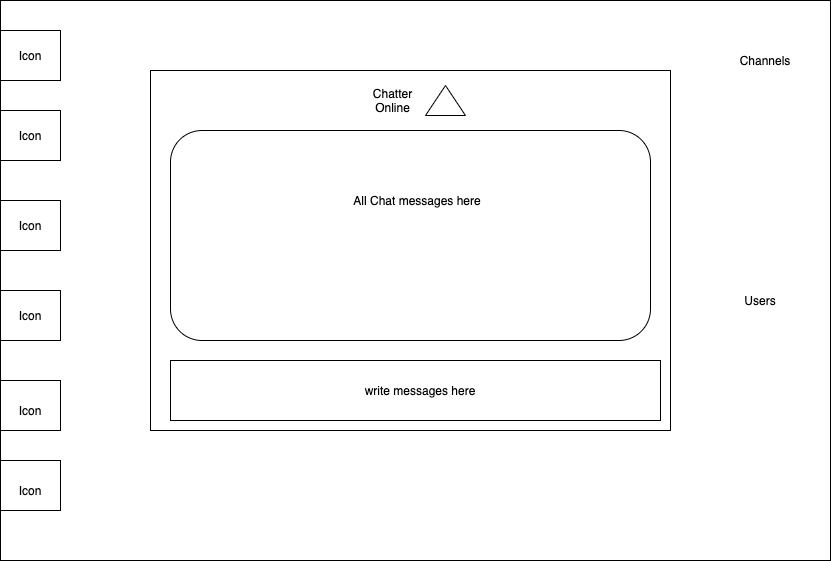 Icon
Icon
Icon
Icon
Icon
Icon
Chatter
Online
All Chat messages here
write messages here
Channels
Users